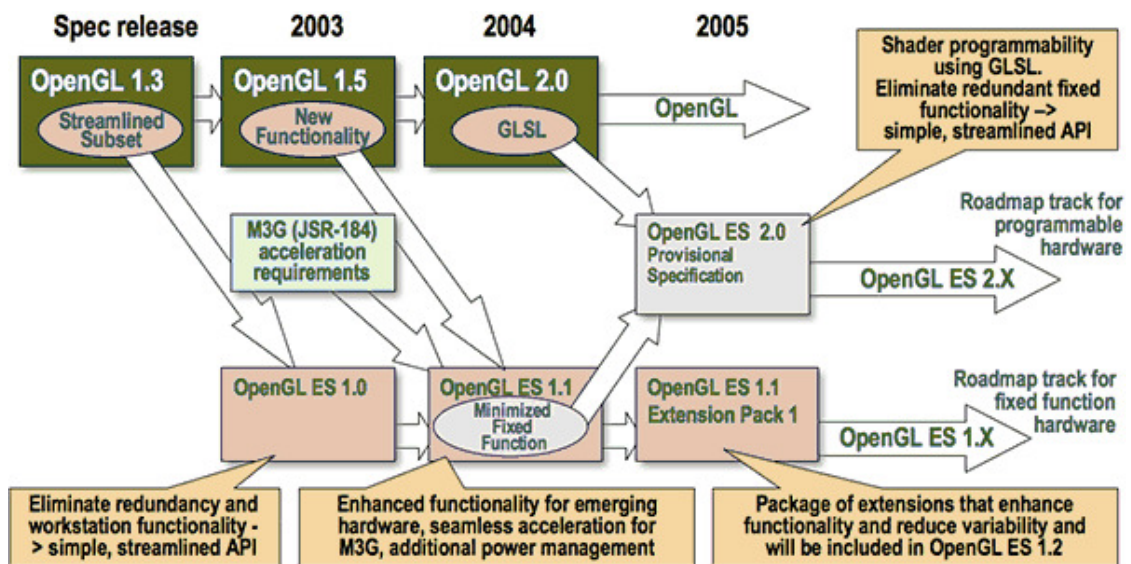 Spec release
2003
2004
2005
OpenGL 1.3
Streamlined
Subset
OpenGL 1.5
New
Functionality
OpenGL 2.0
GLSL
OpenGL
Shader programmability
using GLSL.
Eliminate redundant fixed
functionality –>
simple, streamlined API
M3G (JSR-184)
acceleration
requirements
OpenGL ES 2.0
Provisional
Specification
Roadmap track for
programmable
hardware
OpenGL ES 2.X
OpenGL ES 1.0
OpenGL ES 1.1
Minimized
Fixed
Function
OpenGL ES 1.1
Extension Pack 1
Roadmap track for
fixed function
hardware
OpenGL ES 1.X
Eliminate redundancy and
workstation functionality -
> simple, streamlined API
Enhanced functionality for emerging
hardware, seamless acceleration for
M3G, additional power management
Package of extensions that enhance
functionality and reduce variability and
will be included in OpenGL ES 1.2